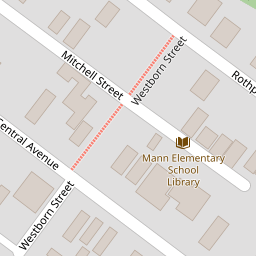 Mitchell Street
Westborn Street
Rothp
Central Avenue
Mann Elementary
School
Library
Westborn Street